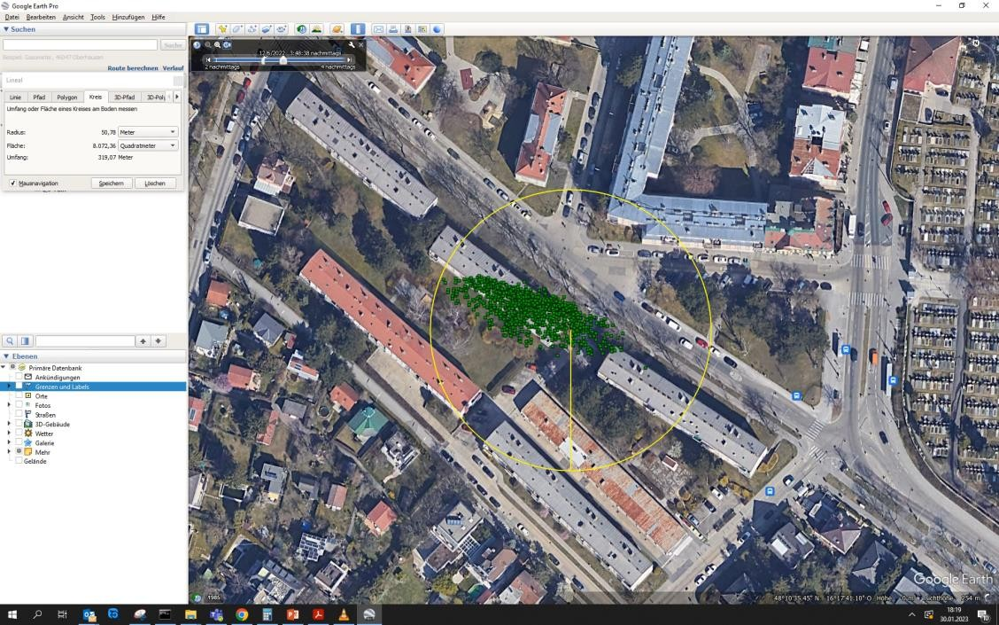 Google Earth Pro
Datei Bearbeiten Ansicht Tools Hinzufügen Hilfe
Suchen
Suche
Beispiel: Gasometer, 46047 Oberhausen
Route berechnen Verlauf
Lineal
Linie Pfad Polygon Kreis 3D-Pfad 3D-Poly
Umfang oder Fläche eines Kreises am Boden messen
Radius: 50,78 Meter
Fläche: 8.072,36 Quadratmeter
Umfang: 319,07 Meter
Mausnavigation Speichern Löschen
12/6/2022 3:48:38 nachmittags
2 nachmittags 4 nachmittags
N
Ebenen
Primäre Datenbank
Ankündigungen
Grenzen und Labels
Orte
Fotos
Straßen
3D-Gebäude
Wetter
Galerie
Mehr
Gelände
Google Earth
1985
48°10'35.45" N 16°17'41.10" O Höhe 0 m sichthöhe 254 m
18:19
30.01.2023